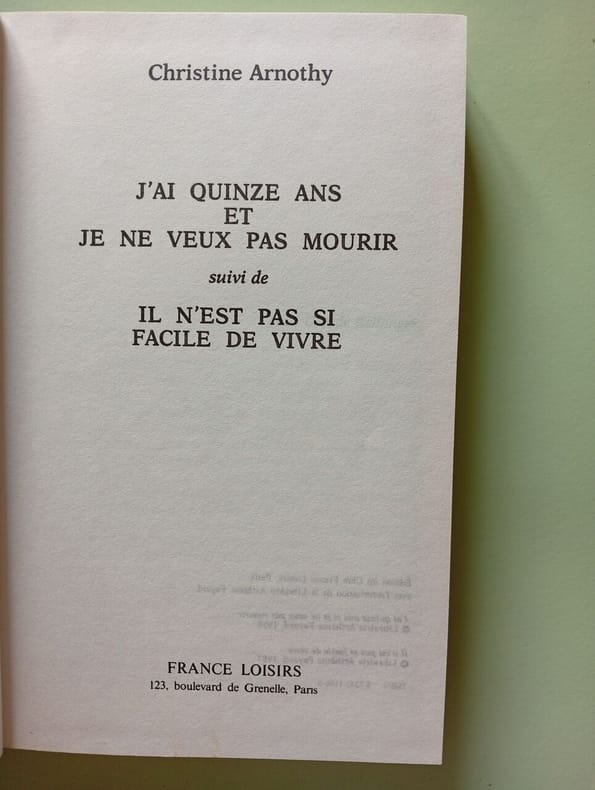 Christine Arnothy
J'AI QUINZE ANS
ET
JE NE VEUX PAS MOURIR
suivi de
IL N'EST PAS SI
FACILE DE VIVRE
FRANCE LOISIRS
123, boulevard de Grenelle, Paris